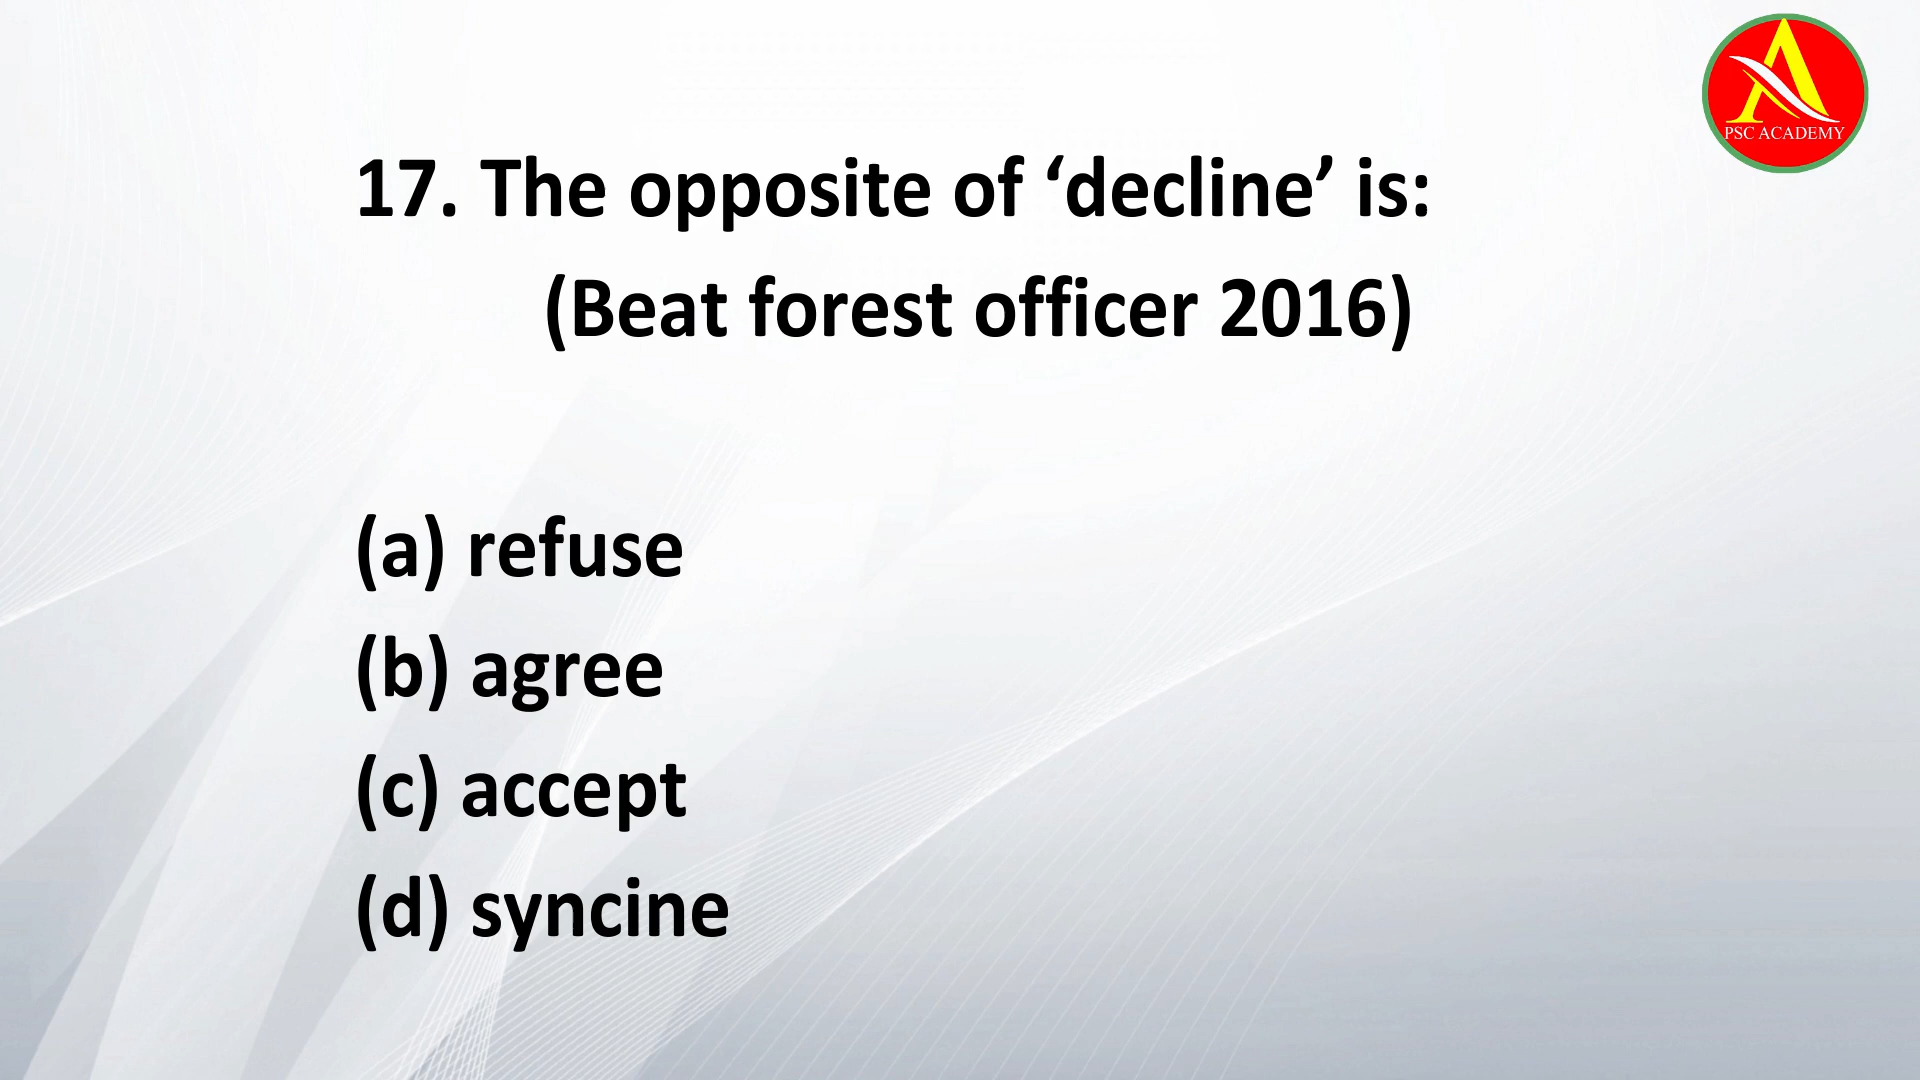 PSC ACADEMY
17. The opposite of ‘decline’ is:
(Beat forest officer 2016)
(a) refuse
(b) agree
(c) accept
(d) syncine